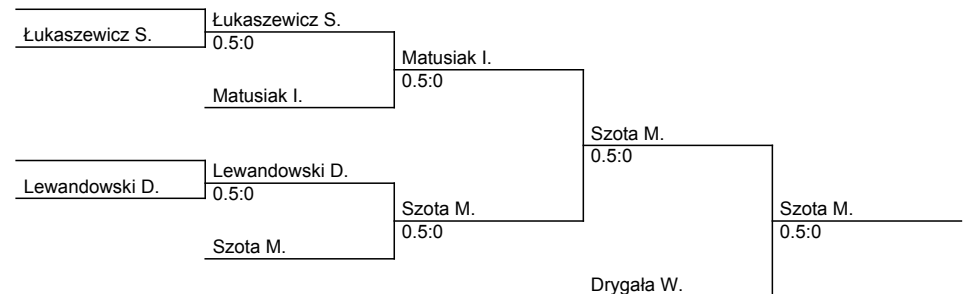 Łukaszewicz S.
Łukaszewicz S.
0.5:0
Matusiak I.
Matusiak I.
0.5:0
Lewandowski D.
Lewandowski D.
0.5:0
Szota M.
Szota M.
0.5:0
Szota M.
0.5:0
Drygała W.
Szota M.
0.5:0